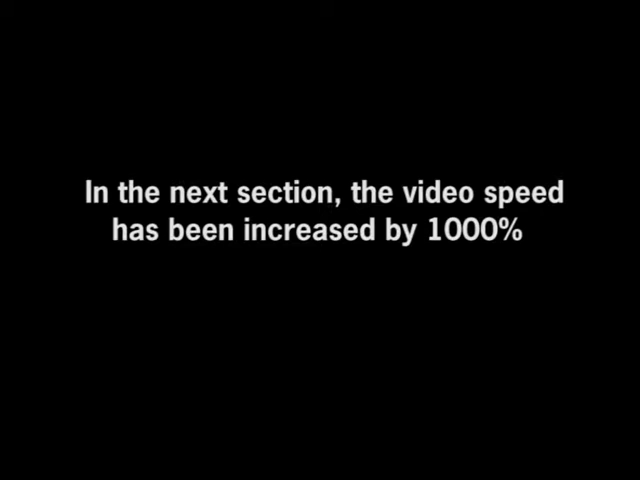 In the next section, the video speed
has been increased by 1000%